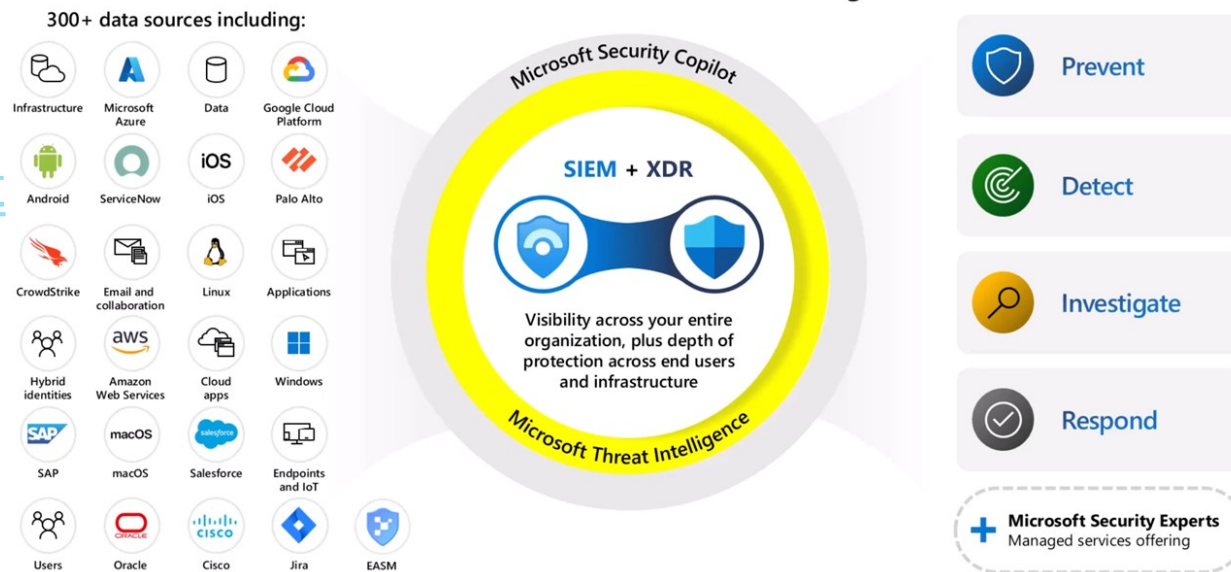 300+ data sources including:
Infrastructure
Microsoft
Azure
Data
Google Cloud
Platform
Android
ServiceNow
iOS
iOS
Palo Alto
CrowdStrike
Email and
collaboration
Linux
Applications
Hybrid
identities
aws
Amazon
Web Services
Cloud
apps
Windows
SAP
SAP
macOS
macOS
salesforce
Salesforce
Endpoints
and IoT
Users
ORACLE
Oracle
CISCO
Cisco
Jira
EASM
Microsoft Security Copilot
SIEM + XDR
Visibility across your entire
organization, plus depth of
protection across end users
and infrastructure
Microsoft Threat Intelligence
Prevent
Detect
Investigate
Respond
Microsoft Security Experts
Managed services offering